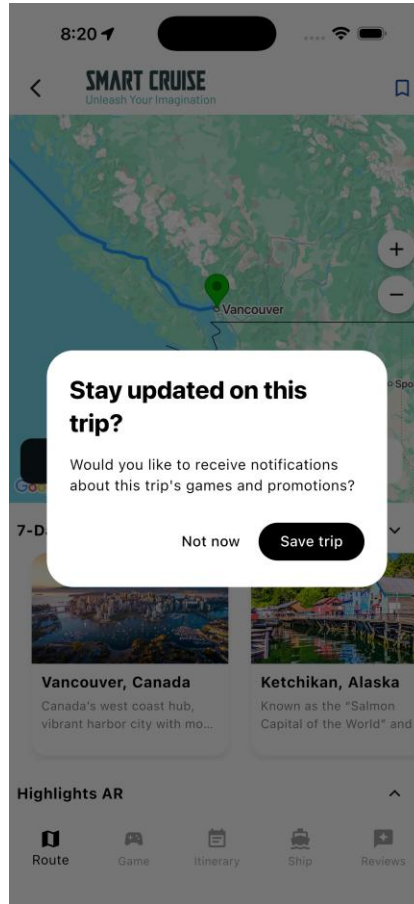 8:20
SMART CRUISE
Unleash Your Imagination
+
−
Vancouver
Spo
Stay updated on this
trip?
Would you like to receive notifications
about this trip's games and promotions?
Not now
Save trip
Goo
7-D
Vancouver, Canada
Canada's west coast hub,
vibrant harbor city with mo...
Ketchikan, Alaska
Known as the "Salmon
Capital of the World" and
Highlights AR
Route
Game
Itinerary
Ship
Reviews